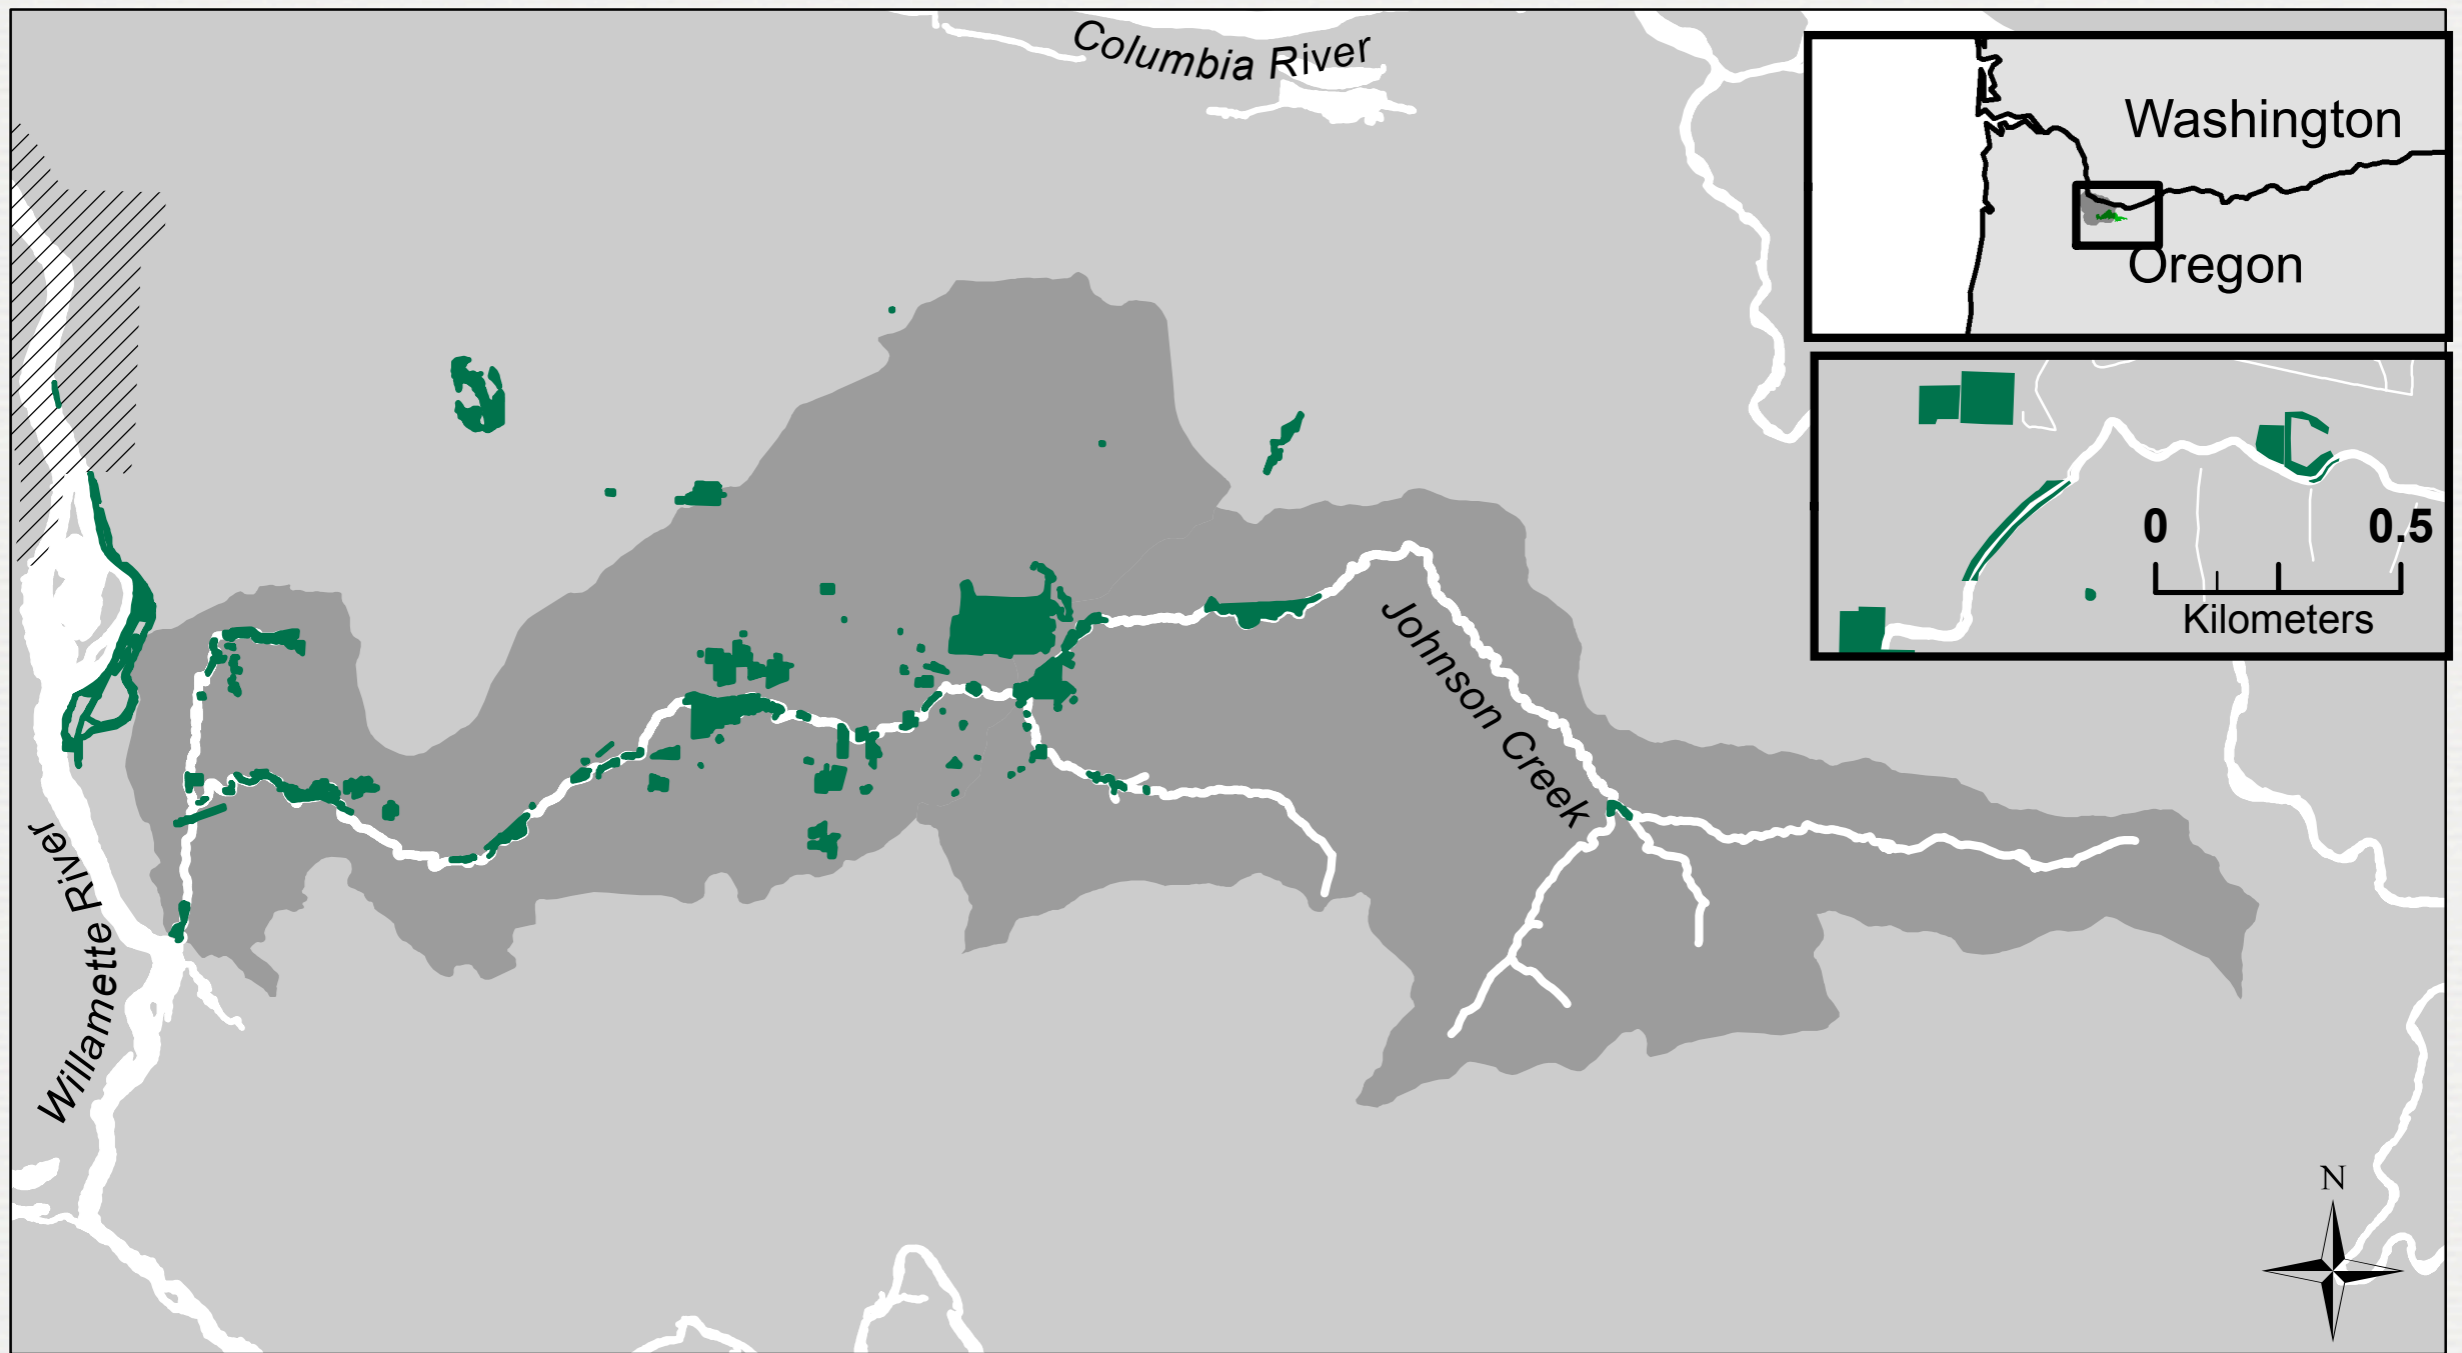 Columbia River
Washington
Oregon
0 0.5
Kilometers
Johnson Creek
Willamette River
N